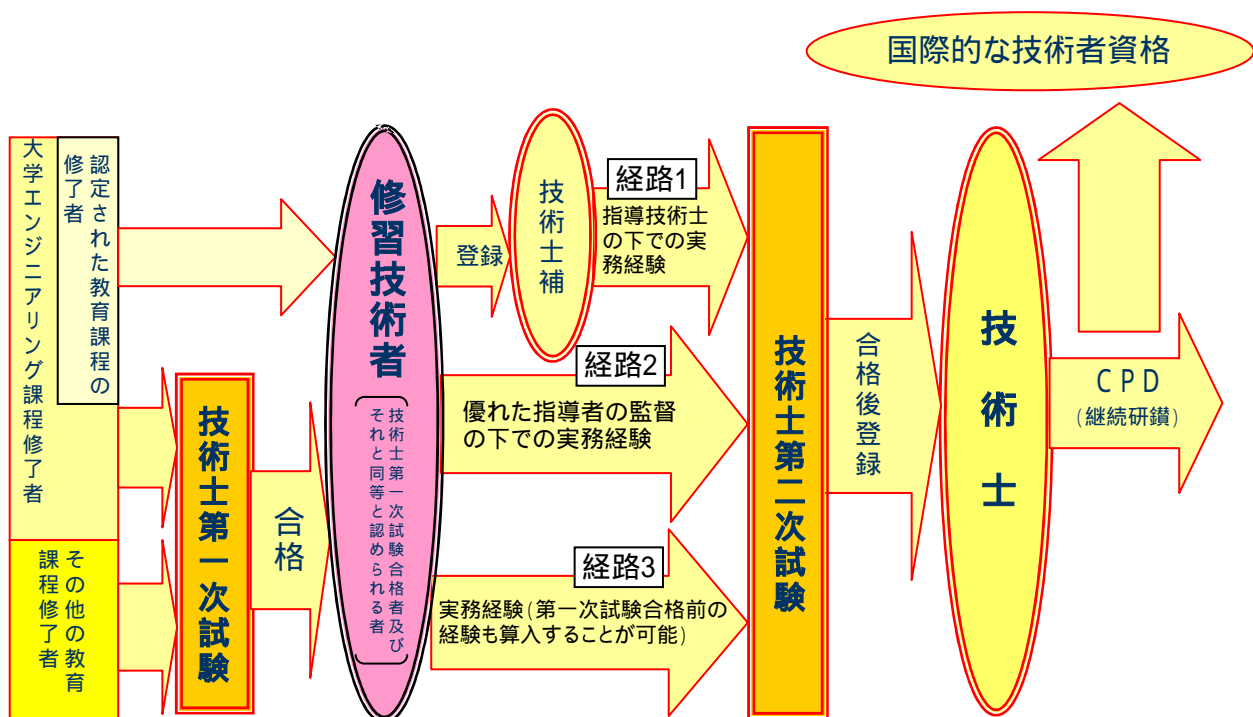 国際的な技術者資格
大学エンジニアリング課程修了者
認定された教育課程の
修了者
その他の教育
課程修了者
技術士第一次試験
合格
修習技術者
技術士第一次試験合格者及び
それと同等と認められる者
登録
技術士補
経路1
指導技術士
の下での実
務経験
経路2
優れた指導者の監督
の下での実務経験
経路3
実務経験(第一次試験合格前の
経験も算入することが可能)
技術士第二次試験
合格後登録
技術士
CPD
(継続研鑚)